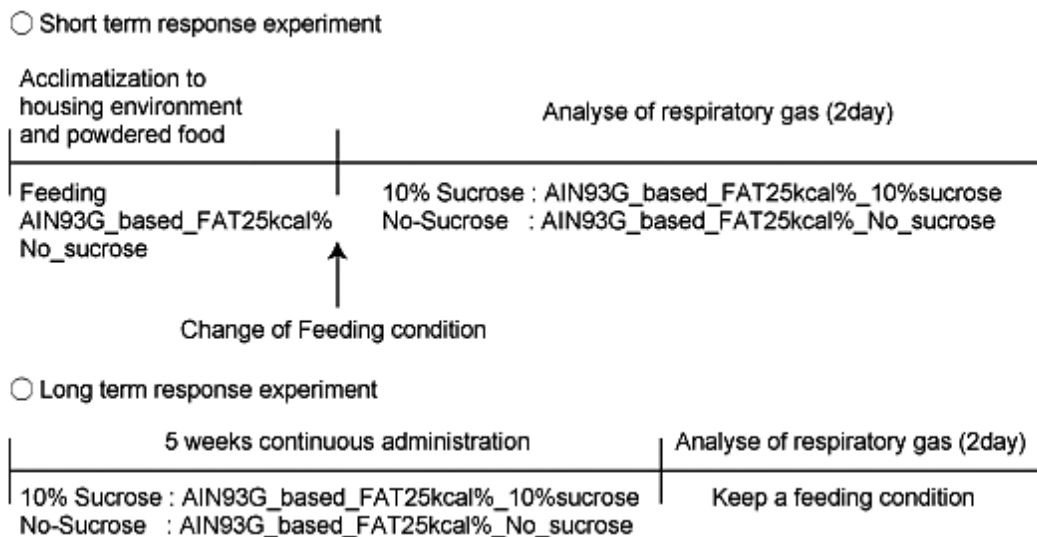 ○ Short term response experiment
Acclimatization to
housing environment
and powdered food
Analyse of respiratory gas (2day)
Feeding
AIN93G_based_FAT25kcal%
No_sucrose
10% Sucrose : AIN93G_based_FAT25kcal%_10%sucrose
No-Sucrose : AIN93G_based_FAT25kcal%_No_sucrose
Change of Feeding condition
○ Long term response experiment
5 weeks continuous administration
Analyse of respiratory gas (2day)
10% Sucrose : AIN93G_based_FAT25kcal%_10%sucrose
No-Sucrose : AIN93G_based_FAT25kcal%_No_sucrose
Keep a feeding condition